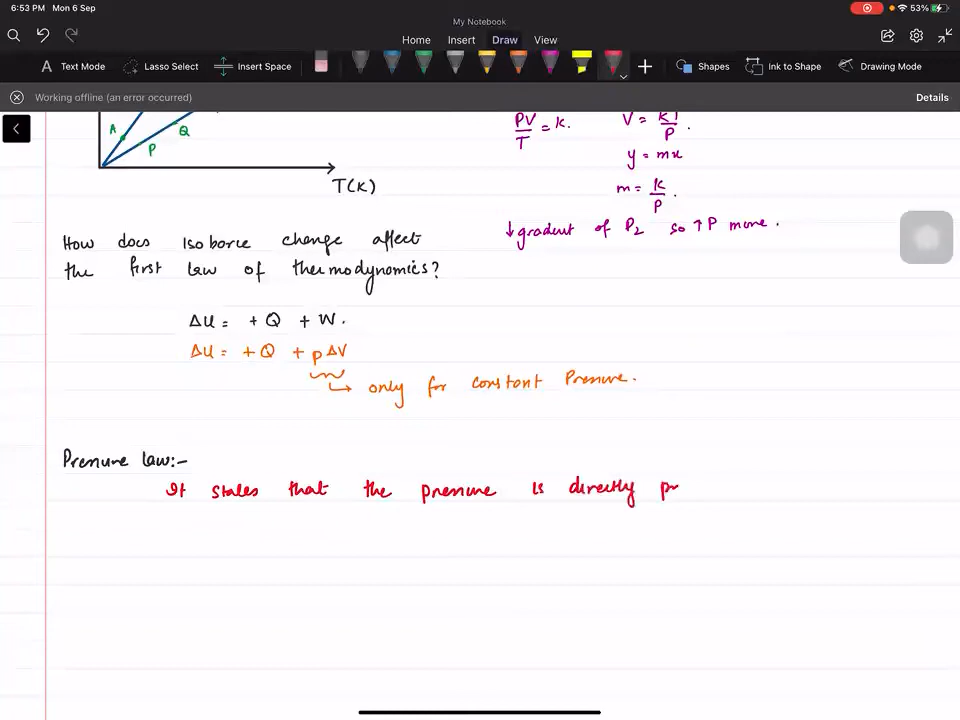 6:53 PM Mon 6 Sep
53%
My Notebook
Home Insert Draw View
Text Mode Lasso Select Insert Space Shapes Ink to Shape Drawing Mode
Working offline (an error occurred) Details
A Q P
T(K)
PV/T = k. V = kT/P.
y = mx
m = k/P.
↓gradient of P₂ so ↑P more.
How does Isobaric change affect
the first law of thermodynamics?
ΔU = +Q + W.
ΔU = +Q + pΔV
↳ only for constant Pressure.
Pressure law:-
It states that the pressure is directly pr